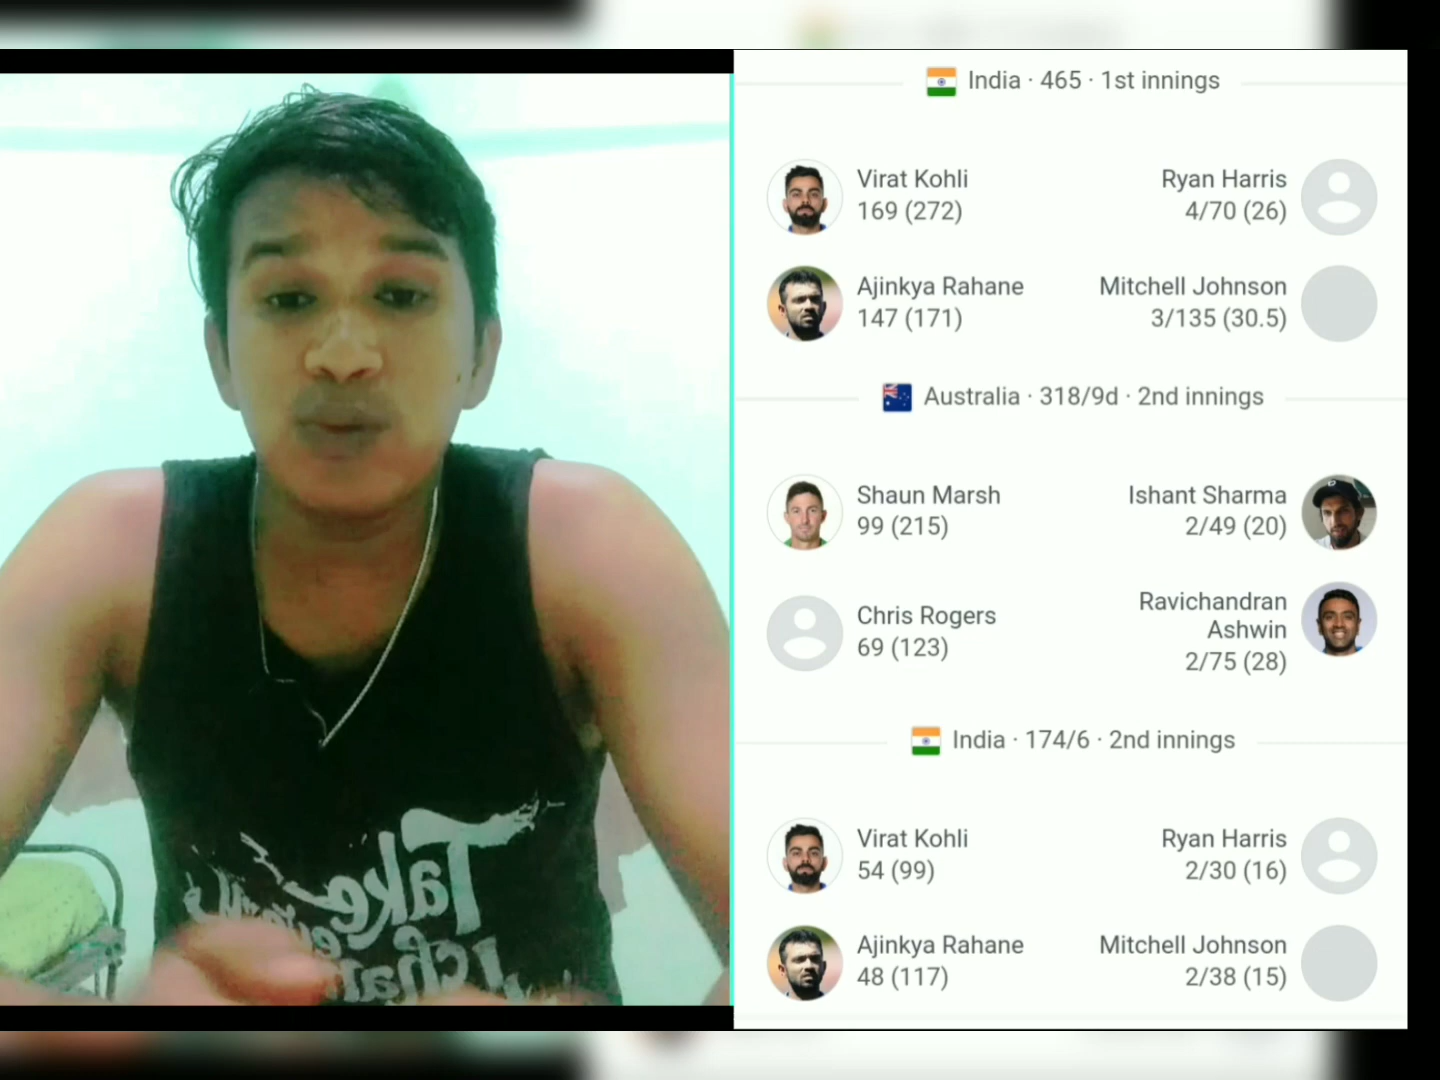 India · 465 · 1st innings
Virat Kohli
169 (272)
Ryan Harris
4/70 (26)
Ajinkya Rahane
147 (171)
Mitchell Johnson
3/135 (30.5)
Australia · 318/9d · 2nd innings
Shaun Marsh
99 (215)
Ishant Sharma
2/49 (20)
Chris Rogers
69 (123)
Ravichandran
Ashwin
2/75 (28)
India · 174/6 · 2nd innings
Virat Kohli
54 (99)
Ryan Harris
2/30 (16)
Ajinkya Rahane
48 (117)
Mitchell Johnson
2/38 (15)
Take